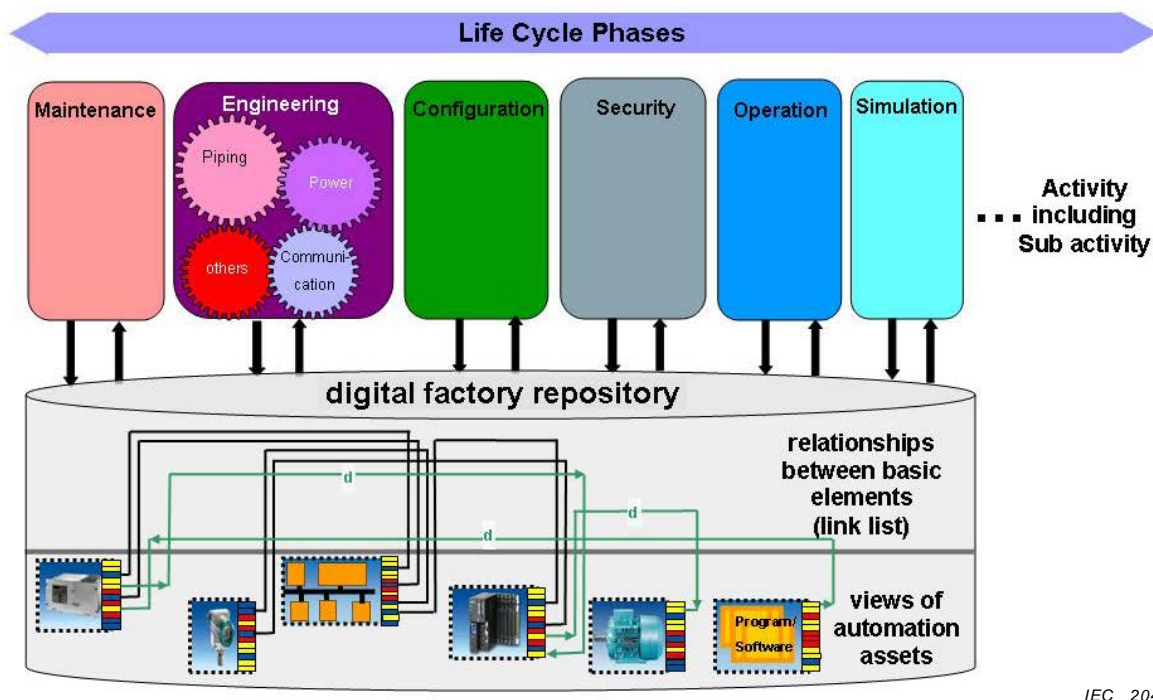 Life Cycle Phases
Maintenance
Engineering
Configuration
Security
Operation
Simulation
Piping
Power
others
Communi-
cation
Activity
▪ ▪ ▪ including
Sub activity
digital factory repository
relationships
between basic
elements
(link list)
d
d
d
views of
automation
assets
Program/
Software
IEC 204